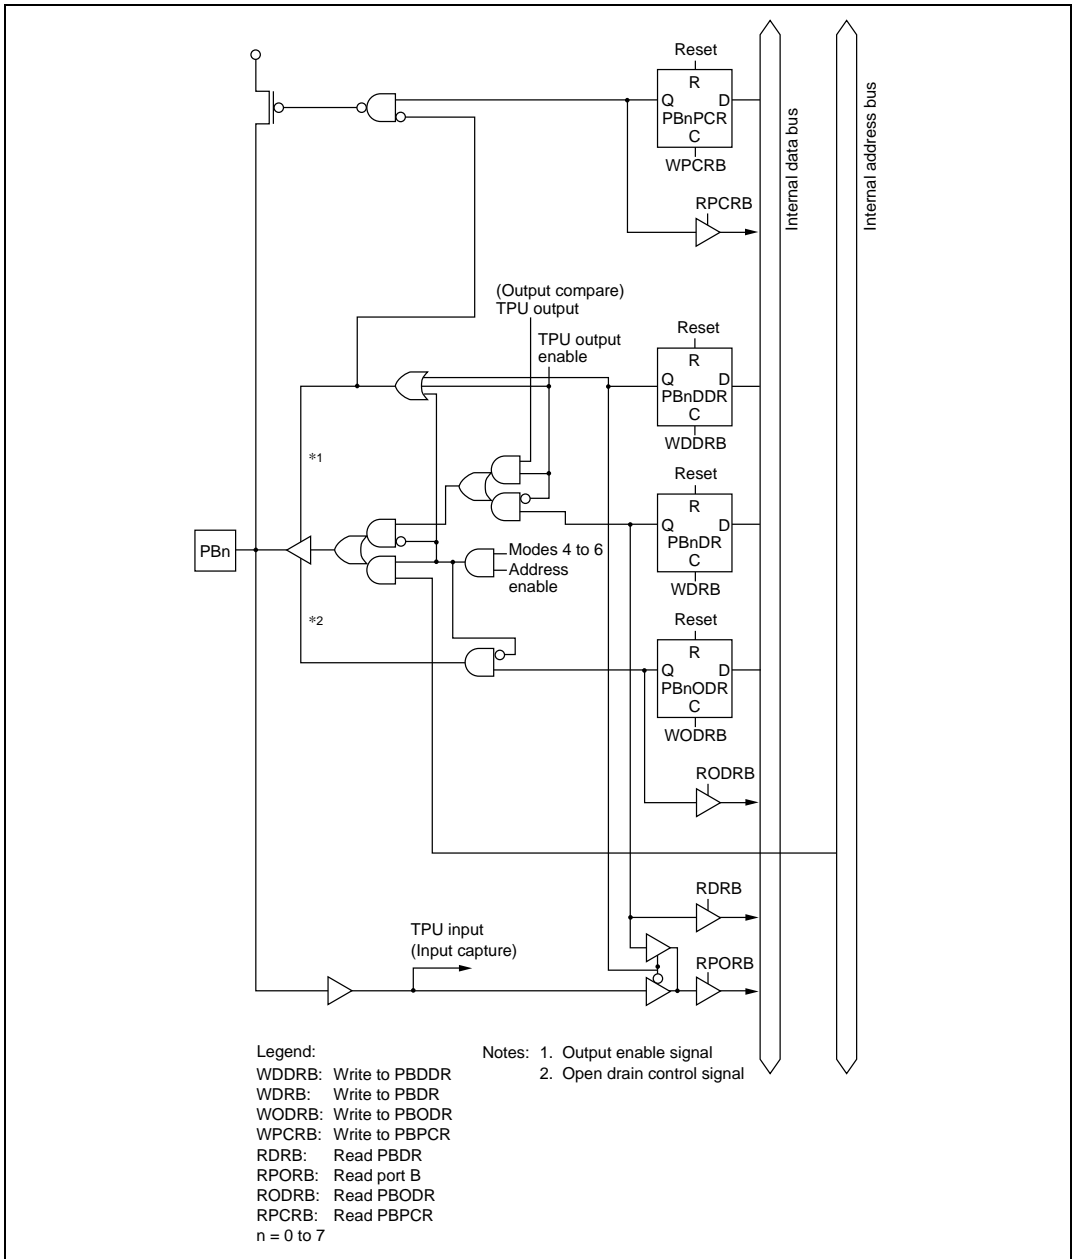 Reset
R
Q D
PBnPCR
C
WPCRB
RPCRB
Internal data bus
Internal address bus
(Output compare)
TPU output
TPU output
enable
Reset
R
Q D
PBnDDR
C
WDDRB
*1
Reset
R
Q D
PBnDR
C
WDRB
PBn
Modes 4 to 6
Address
enable
*2
Reset
R
Q D
PBnODR
C
WODRB
RODRB
RDRB
TPU input
(Input capture)
RPORB
Legend:
WDDRB: Write to PBDDR
WDRB: Write to PBDR
WODRB: Write to PBODR
WPCRB: Write to PBPCR
RDRB: Read PBDR
RPORB: Read port B
RODRB: Read PBODR
RPCRB: Read PBPCR
n = 0 to 7
Notes: 1. Output enable signal
2. Open drain control signal